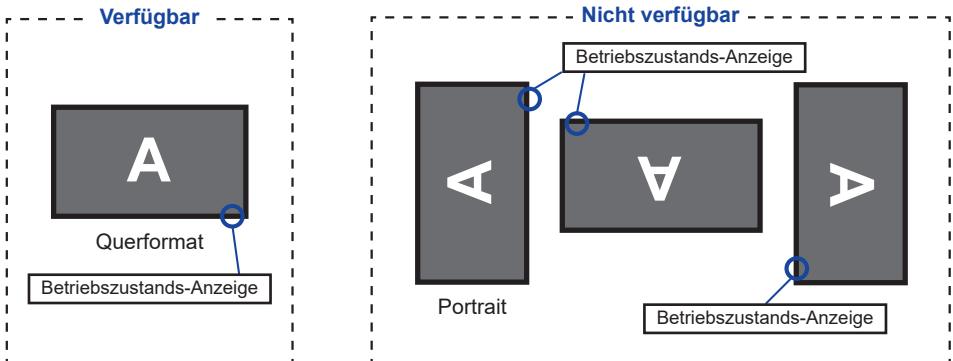 Verfügbar
A
Querformat
Betriebszustands-Anzeige
Nicht verfügbar
Betriebszustands-Anzeige
A
A
A
Portrait
Betriebszustands-Anzeige